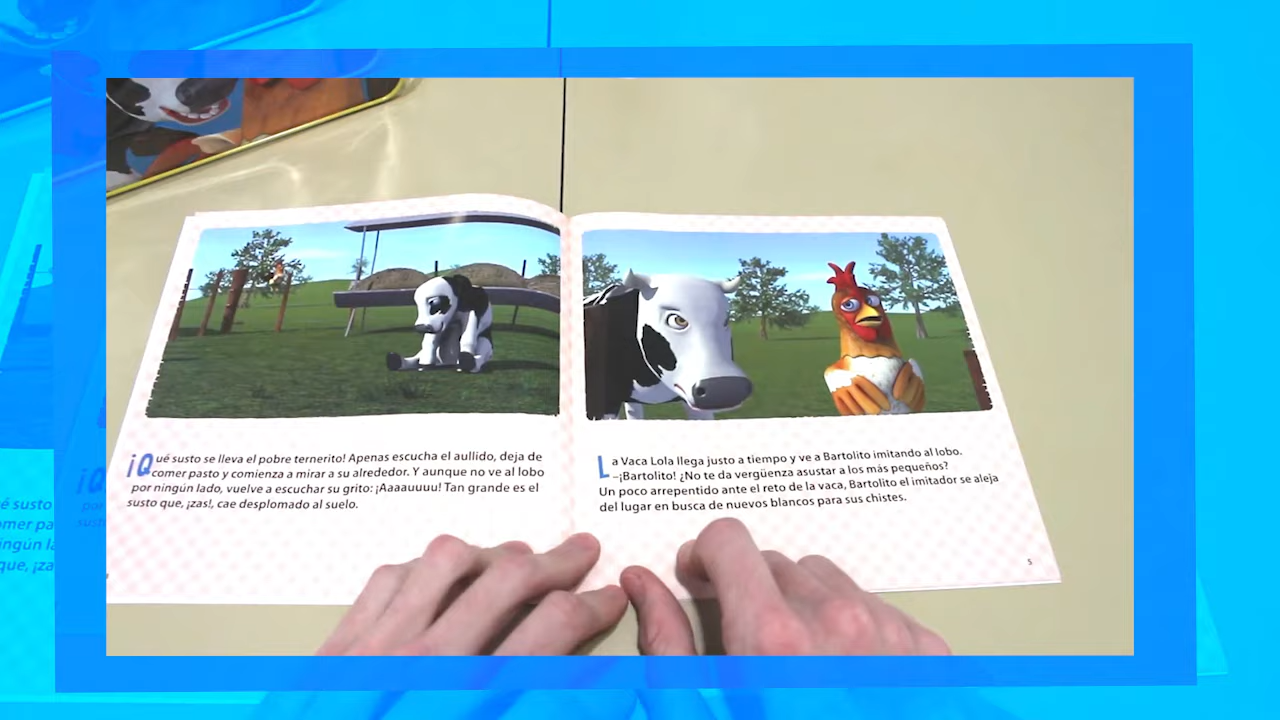 ¡Qué susto se lleva el pobre ternerito! Apenas escucha el aullido, deja de
comer pasto y comienza a mirar a su alrededor. Y aunque no ve al lobo
por ningún lado, vuelve a escuchar su grito: ¡Aaaauuuu! Tan grande es el
susto que, ¡zas!, cae desplomado al suelo.
La Vaca Lola llega justo a tiempo y ve a Bartolito imitando al lobo.
–¡Bartolito! ¿No te da vergüenza asustar a los más pequeños?
Un poco arrepentido ante el reto de la vaca, Bartolito el imitador se aleja
del lugar en busca de nuevos blancos para sus chistes.
5